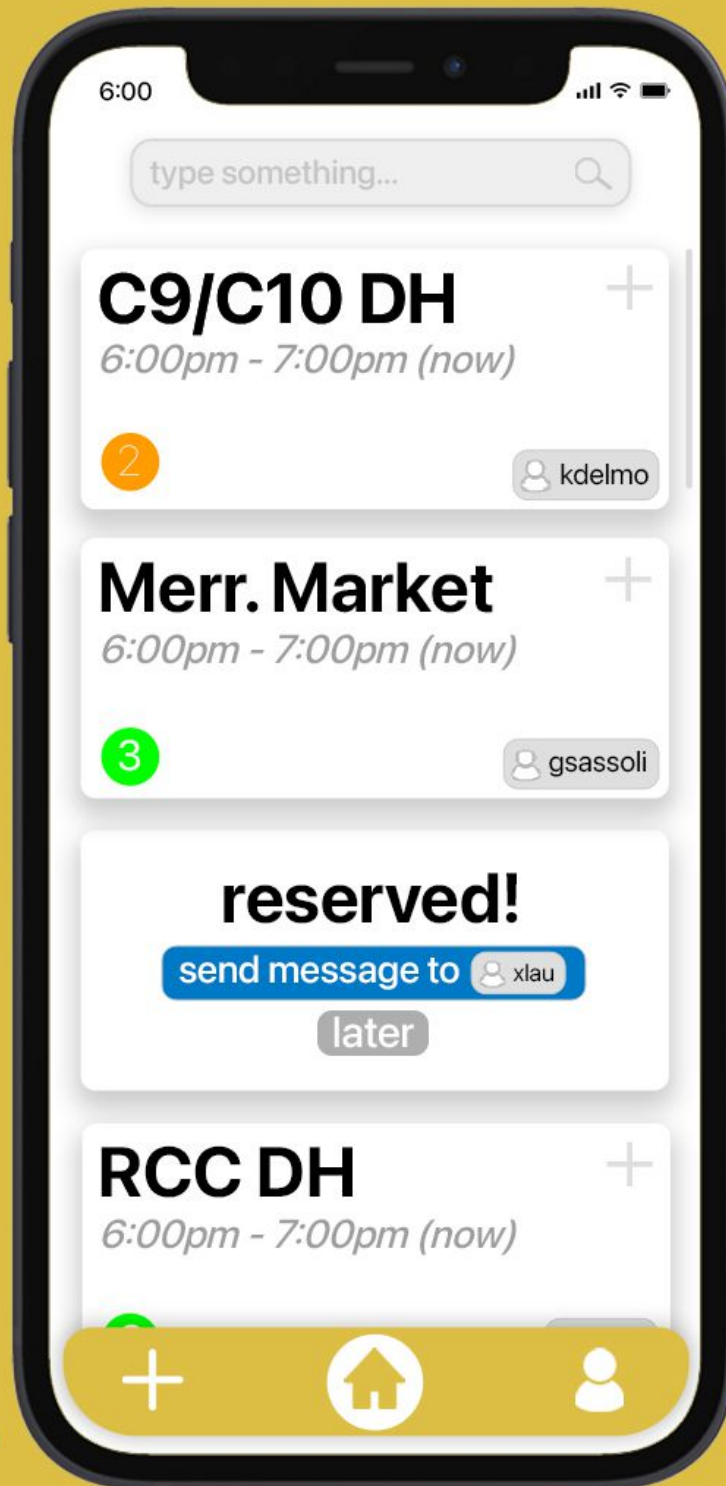 6:00
type something...
C9/C10 DH
6:00pm - 7:00pm (now)
2
kdelmo
Merr. Market
6:00pm - 7:00pm (now)
3
gsassoli
reserved!
send message to xlau
later
RCC DH
6:00pm - 7:00pm (now)